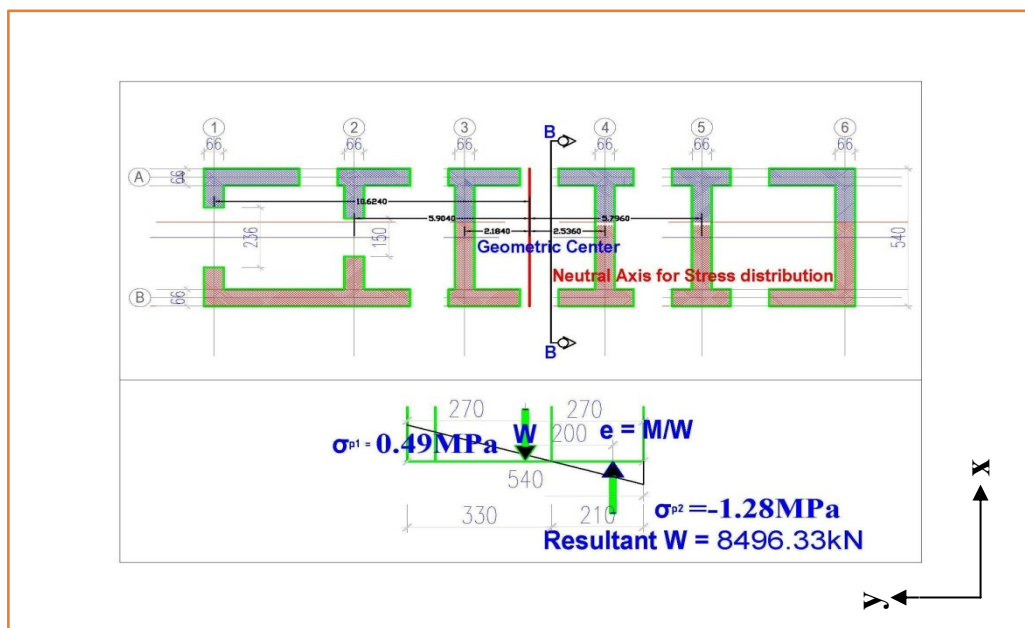 1 2 3 4 5 6
66 66 66 66 66 66
B
A
66
10.6240
5.9040
5.7960
2.1840
2.5360
236
150
540
Geometric Center
Neutral Axis for Stress distribution
B
66
B
270 270
W
200
e = M/W
σp1 = 0.49MPa
540
330
210
σp2 =-1.28MPa
Resultant W = 8496.33kN
x
y